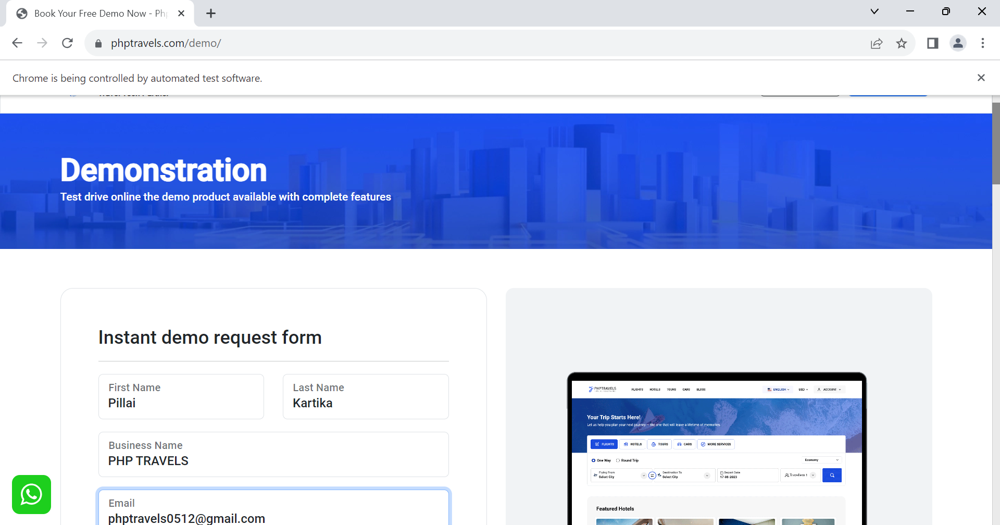 Book Your Free Demo Now - Ph
phptravels.com/demo/
Chrome is being controlled by automated test software.
Demonstration
Test drive online the demo product available with complete features
Instant demo request form
First Name
Pillai
Last Name
Kartika
Business Name
PHP TRAVELS
Email
phptravels0512@gmail.com
PHPTRAVELS
FLIGHTS HOTELS TOURS CARS BLOGS
ENGLISH USD ACCOUNT
Your Trip Starts Here!
Let us help you plan your next journey — the one that will leave a lifetime of memories.
FLIGHTS HOTELS TOURS CARS MORE SERVICES
One Way Round Trip
Economy
Flying From
Select City
Destination To
Select City
Depart Date
17-08-2023
Travellers 1
Featured Hotels